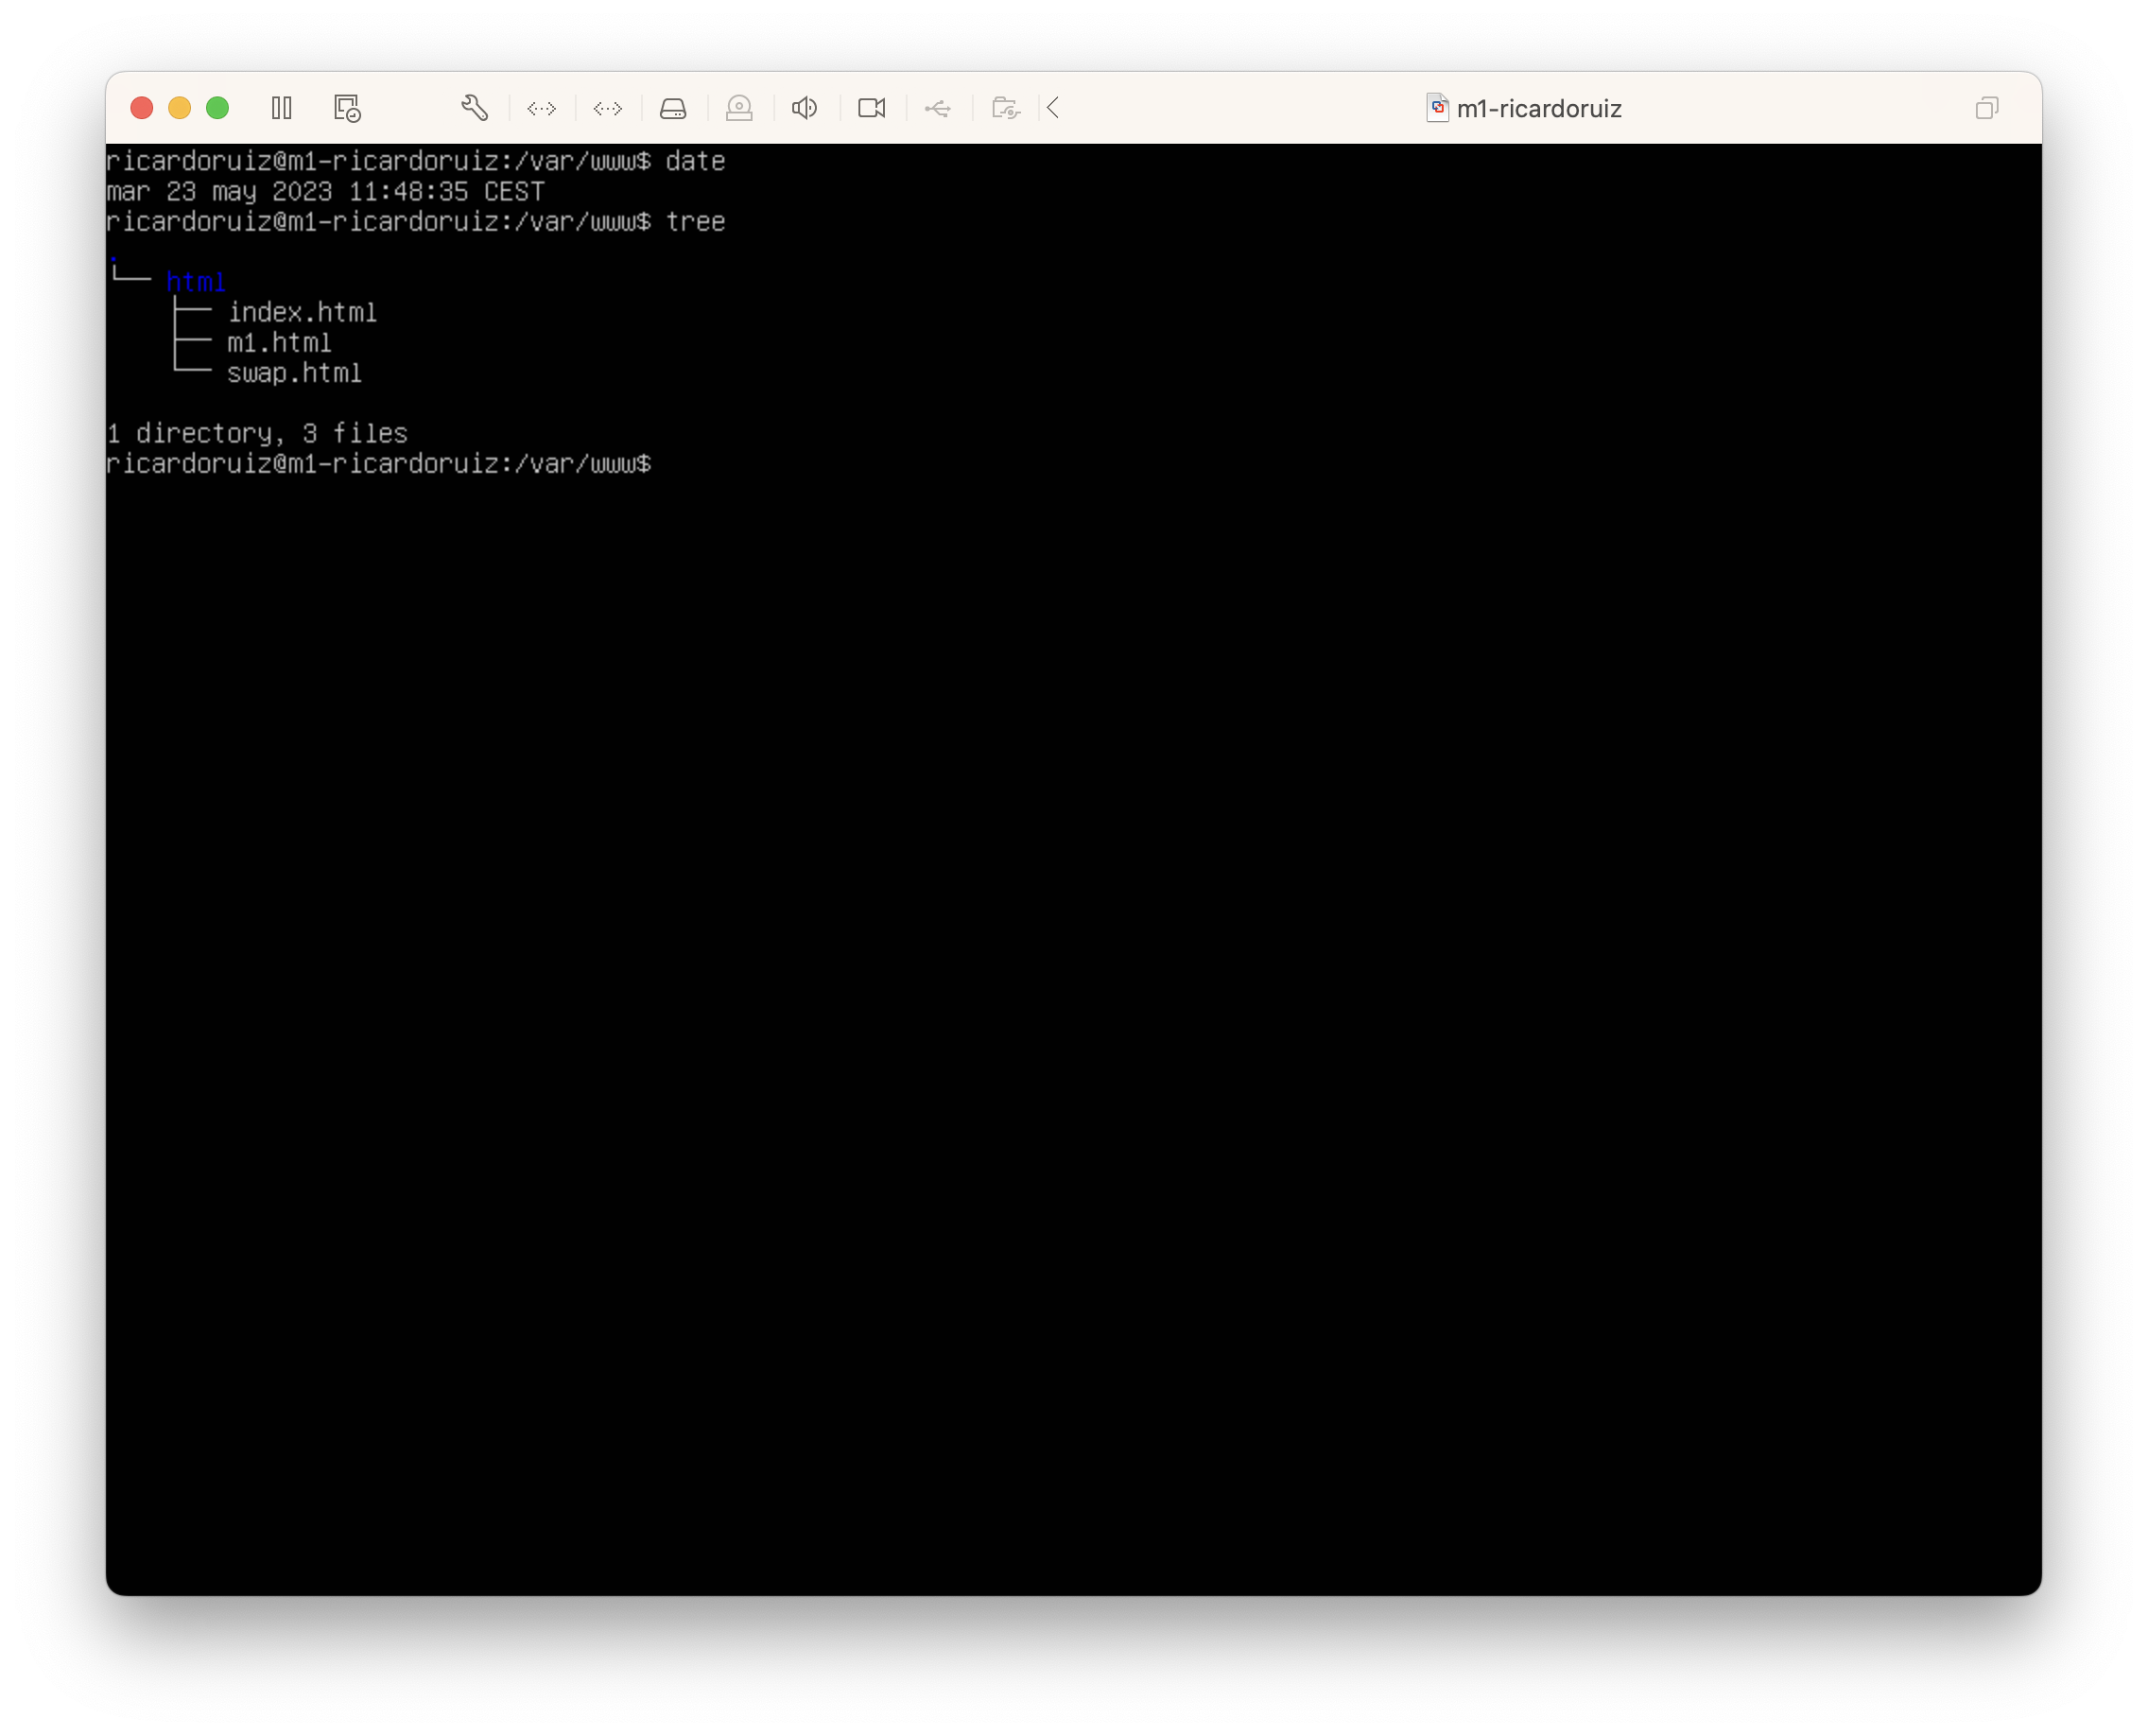 m1-ricardoruiz
ricardoruiz@m1-ricardoruiz:/var/www$ date
mar 23 may 2023 11:48:35 CEST
ricardoruiz@m1-ricardoruiz:/var/www$ tree
.
└── html
    ├── index.html
    ├── m1.html
    └── swap.html
1 directory, 3 files
ricardoruiz@m1-ricardoruiz:/var/www$